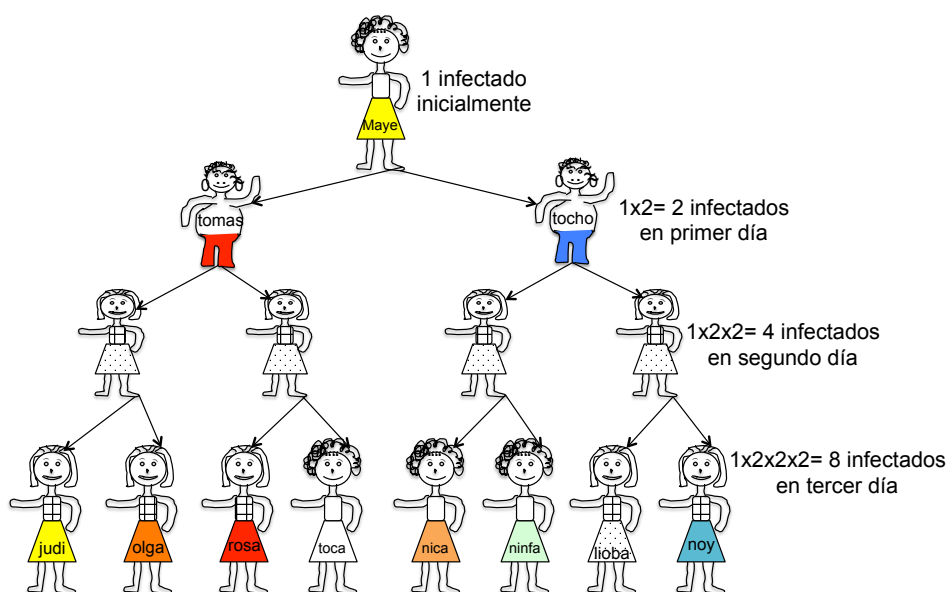 1 infectado
inicialmente
Maye
tomas
tocho
1x2= 2 infectados
en primer día
1x2x2= 4 infectados
en segundo día
1x2x2x2= 8 infectados
en tercer día
judi
olga
rosa
toca
nica
ninfa
lioba
noy